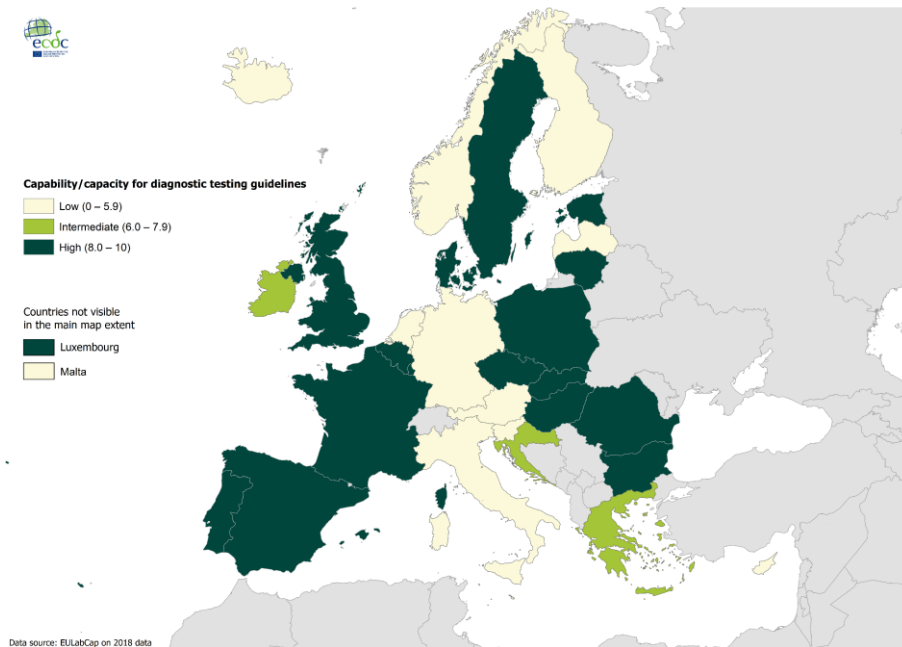 ecdc
Capability/capacity for diagnostic testing guidelines
Low (0 – 5.9)
Intermediate (6.0 – 7.9)
High (8.0 – 10)
Countries not visible
in the main map extent
Luxembourg
Malta
Data source: EULabCap on 2018 data